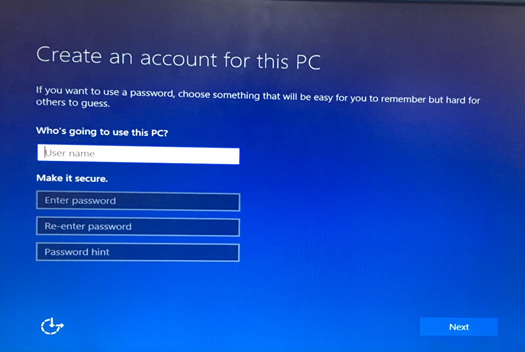 Create an account for this PC
If you want to use a password, choose something that will be easy for you to remember but hard for
others to guess.
Who's going to use this PC?
User name
Make it secure.
Enter password
Re-enter password
Password hint
Next